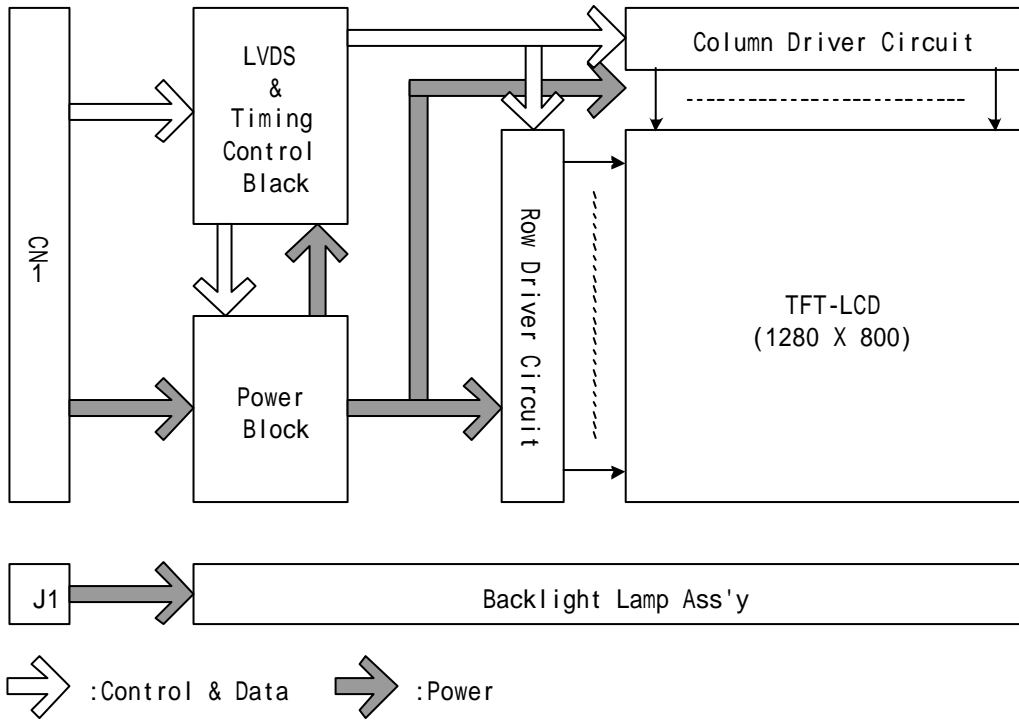 LVDS
&
Timing
Control
Black
Column Driver Circuit
CN1
Row Driver Circuit
TFT-LCD
(1280 X 800)
Power
Block
J1
Backlight Lamp Ass'y
:Control & Data
:Power